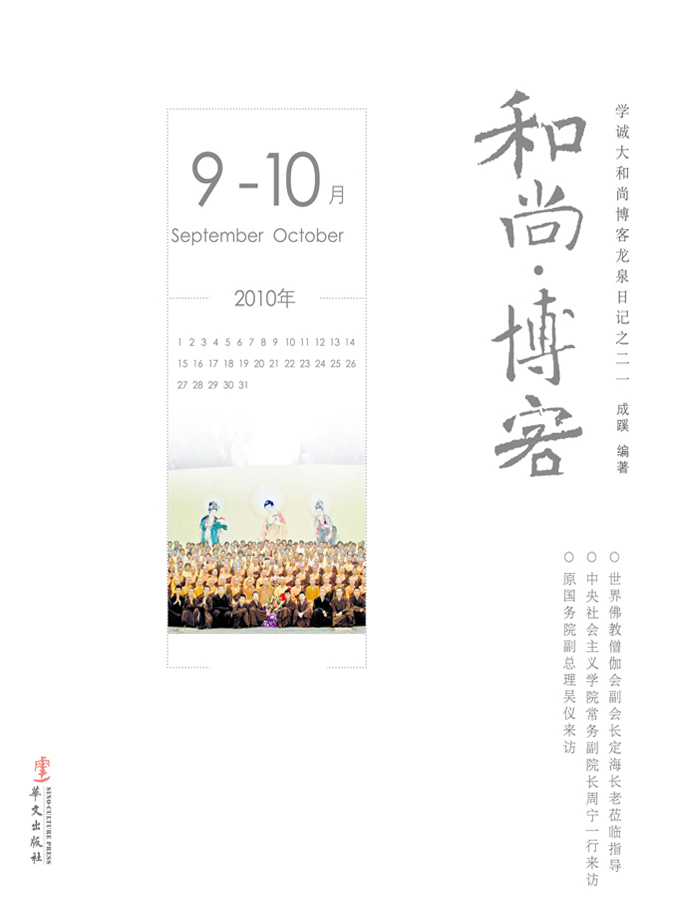 和尚·博客
学诚大和尚博客龙泉日记之二一 成蹊 编著
9-10月
September October
2010年
1 2 3 4 5 6 7 8 9 10 11 12 13 14
15 16 17 18 19 20 21 22 23 24 25 26
27 28 29 30 31
○ 世界佛教僧伽会副会长定海长老莅临指导
○ 中央社会主义学院常务副院长周宁一行来访
○ 原国务院副总理吴仪来访
華文出版社
SINO-CULTURE PRESS